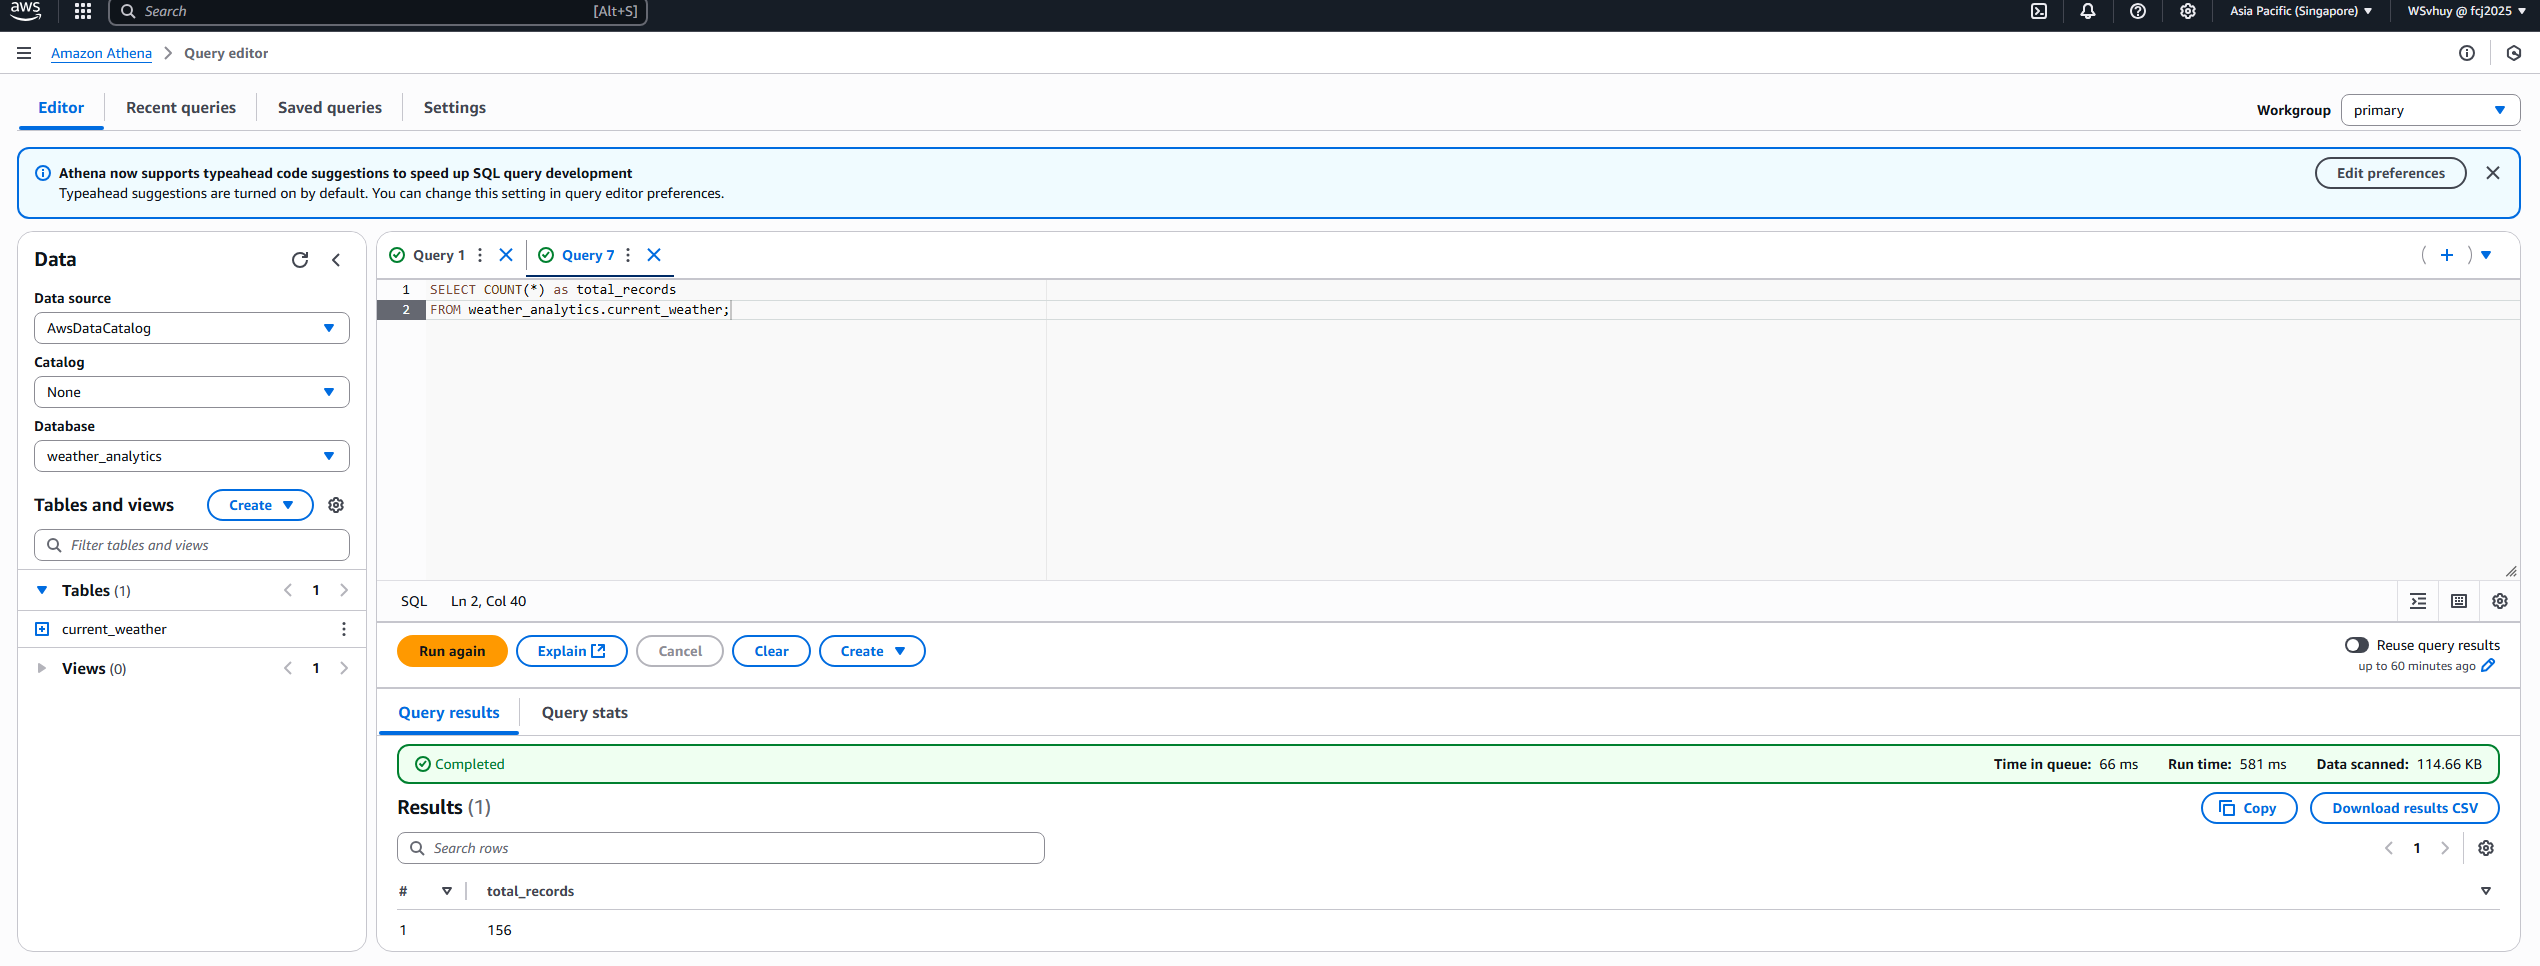 aws
Search
[Alt+S]
Asia Pacific (Singapore)
WSvhuy @ fcj2025
Amazon Athena
Query editor
Editor
Recent queries
Saved queries
Settings
Workgroup
primary
Athena now supports typeahead code suggestions to speed up SQL query development
Typeahead suggestions are turned on by default. You can change this setting in query editor preferences.
Edit preferences
Data
Data source
AwsDataCatalog
Catalog
None
Database
weather_analytics
Tables and views
Create
Filter tables and views
Tables (1)
1
current_weather
Views (0)
1
Query 1
Query 7
1 SELECT COUNT(*) as total_records
2 FROM weather_analytics.current_weather;
SQL
Ln 2, Col 40
Run again
Explain
Cancel
Clear
Create
Reuse query results
up to 60 minutes ago
Query results
Query stats
Completed
Time in queue: 66 ms
Run time: 581 ms
Data scanned: 114.66 KB
Results (1)
Copy
Download results CSV
Search rows
1
# total_records
1 156